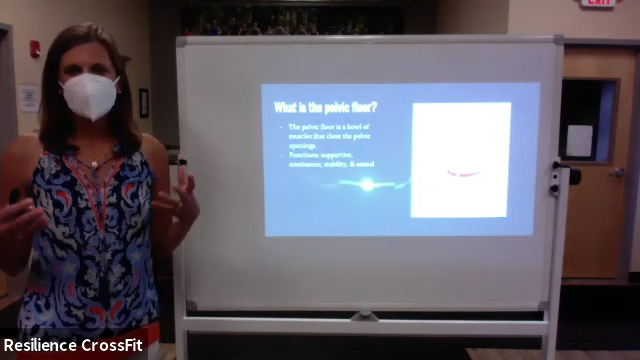 EXIT
What is the pelvic floor?
- The pelvic floor is a bowl of
muscles that close the pelvic
openings.
- Functions: supportive,
continence, stability, & sexual
Resilience CrossFit